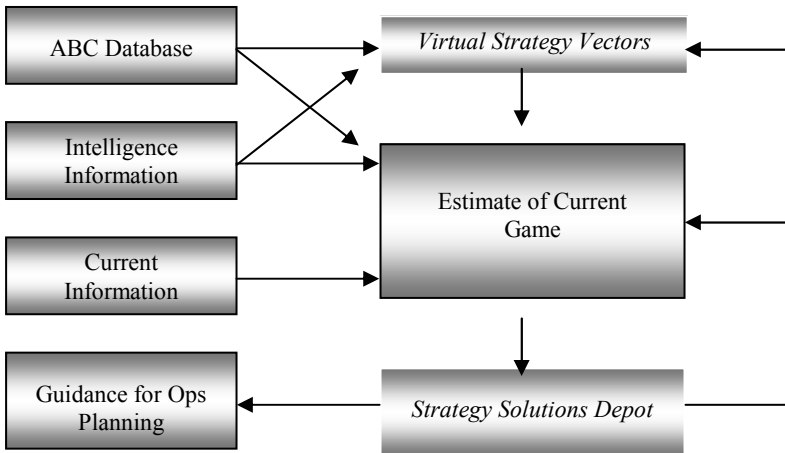 ABC Database
Virtual Strategy Vectors
Intelligence
Information
Estimate of Current
Game
Current
Information
Guidance for Ops
Planning
Strategy Solutions Depot